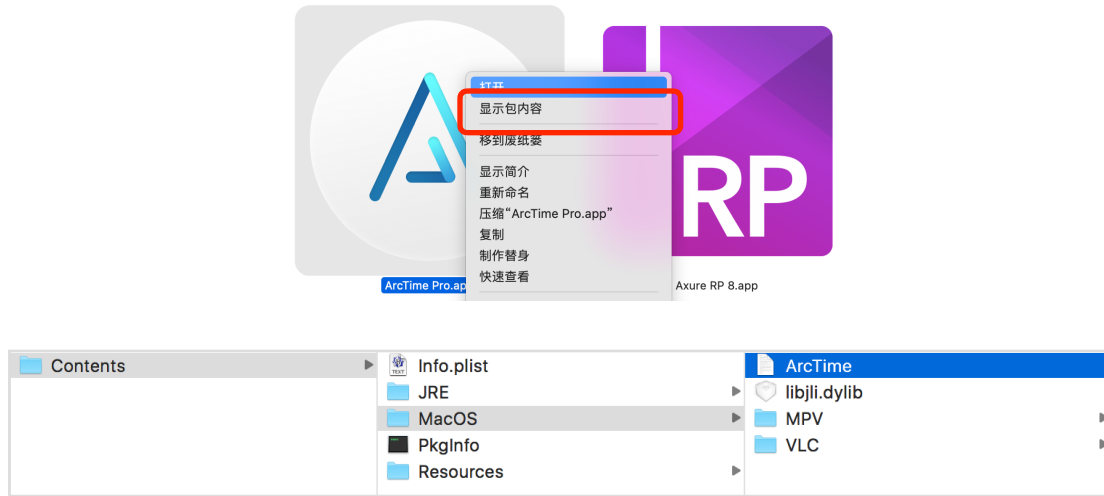 打开
显示包内容
移到废纸篓
显示简介
重新命名
压缩“ArcTime Pro.app”
复制
制作替身
快速查看
RP
ArcTime Pro.ap
Axure RP 8.app
Contents
Info.plist
ArcTime
JRE
libjli.dylib
MacOS
MPV
PkgInfo
VLC
Resources